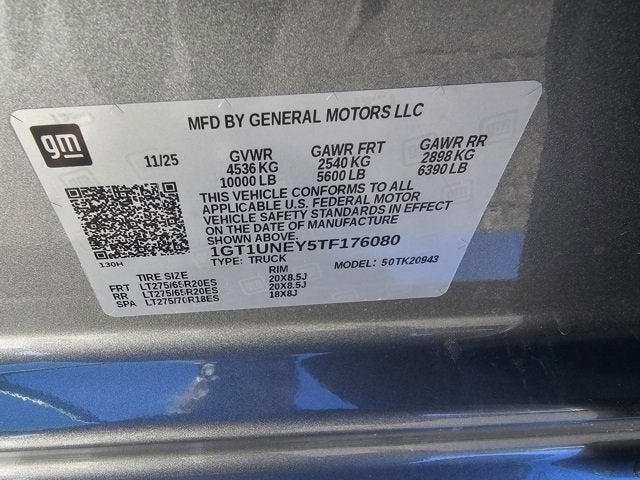 gm
MFD BY GENERAL MOTORS LLC
11/25 GVWR GAWR FRT GAWR RR
4536 KG 2540 KG 2898 KG
10000 LB 5600 LB 6390 LB
THIS VEHICLE CONFORMS TO ALL
APPLICABLE U.S. FEDERAL MOTOR
VEHICLE SAFETY STANDARDS IN EFFECT
ON THE DATE OF MANUFACTURE
SHOWN ABOVE.
1GT1UNEY5TF176080
130H TYPE: TRUCK MODEL: 50TK20943
TIRE SIZE RIM
FRT LT275/65R20ES 20X8.5J
RR LT275/65R20ES 20X8.5J
SPA LT275/70R18ES 18X8J